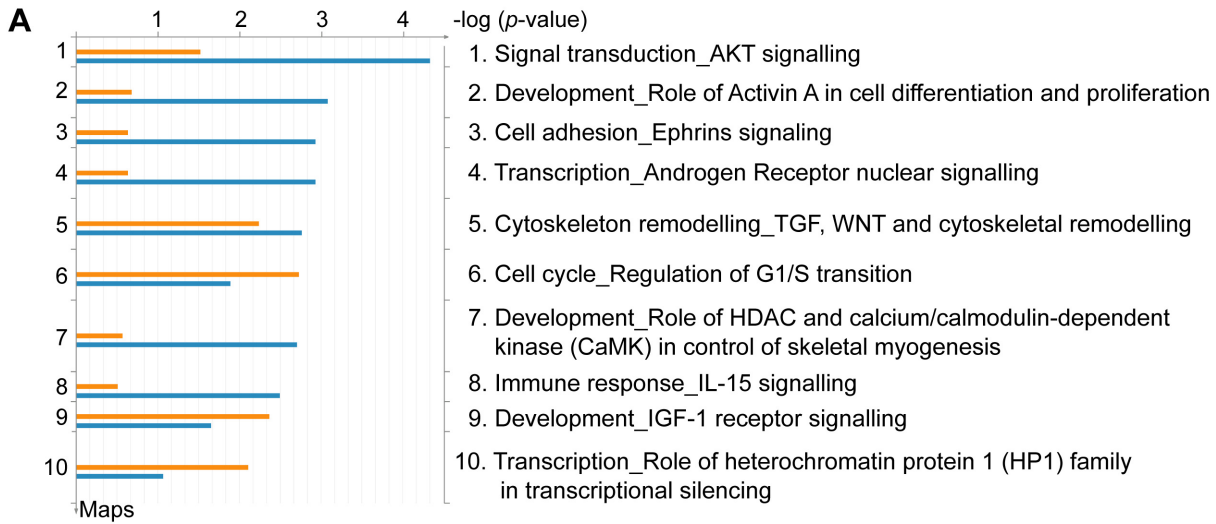 A
1 2 3 4 -log (p-value)
1 1. Signal transduction_AKT signalling
2 2. Development_Role of Activin A in cell differentiation and proliferation
3 3. Cell adhesion_Ephrins signaling
4 4. Transcription_Androgen Receptor nuclear signalling
5 5. Cytoskeleton remodelling_TGF, WNT and cytoskeletal remodelling
6 6. Cell cycle_Regulation of G1/S transition
7 7. Development_Role of HDAC and calcium/calmodulin-dependent
kinase (CaMK) in control of skeletal myogenesis
8 8. Immune response_IL-15 signalling
9 9. Development_IGF-1 receptor signalling
10 10. Transcription_Role of heterochromatin protein 1 (HP1) family
in transcriptional silencing
Maps